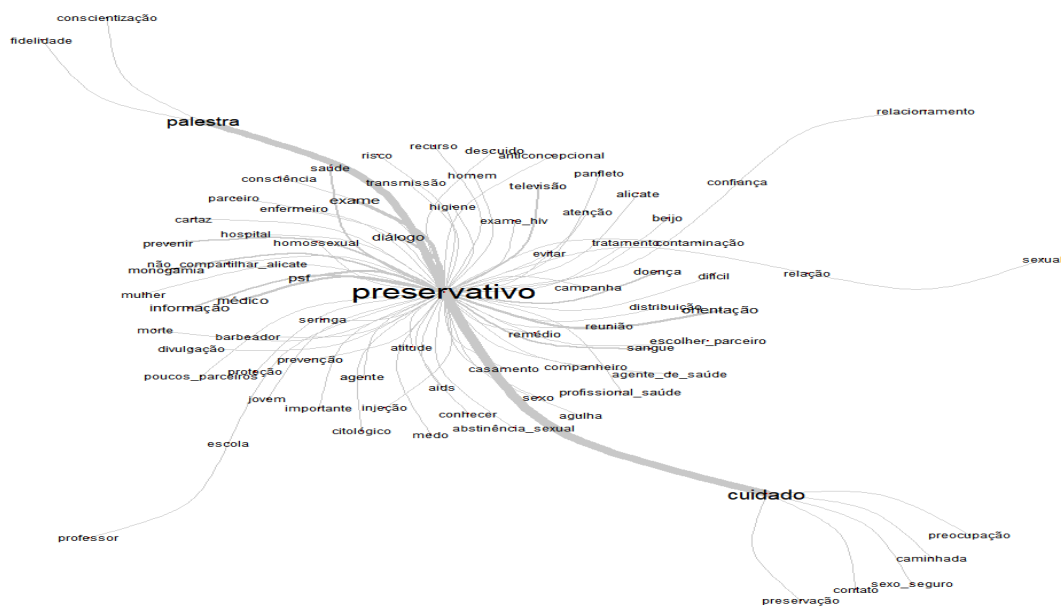 conscientização
fidelidade
palestra
relacionamento
recurso
descuido
anticoncepcional
risco
saúde
homem
panfleto
consciência
transmissão
televisão
confiança
alicate
parceiro
exame
enfermeiro
higiene
atenção
beijo
cartaz
exame_hiv
hospital
diálogo
prevenir
homossexual
tratamento
contaminação
evitar
sexual
não_compartilhar_alicate
monogamia
psf
doença
difícil
relação
preservativo
campanha
mulher
médico
informação
distribuição
orientação
seringa
reunião
morte
barbeador
remédio
escolher_parceiro
divulgação
atitude
sangue
prevenção
casamento
companheiro
proteção
poucos_parceiros
agente
agente_de_saúde
aids
profissional_saúde
jovem
sexo
importante
injeção
conhecer
agulha
citológico
medo
abstinência_sexual
escola
cuidado
professor
preocupação
caminhada
sexo_seguro
contato
preservação